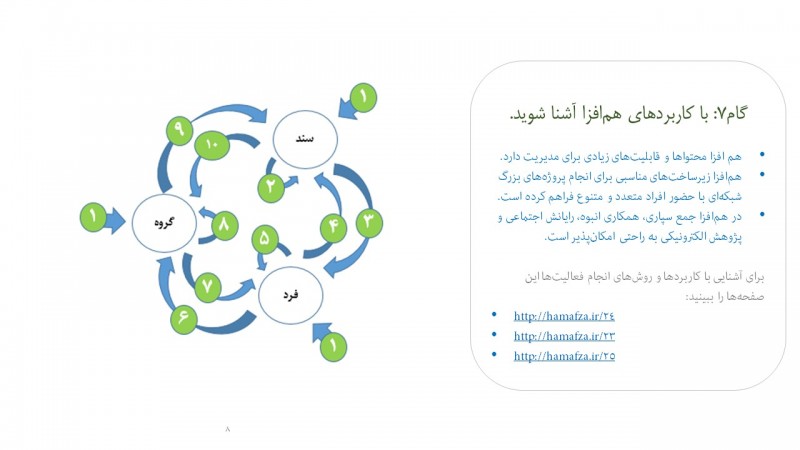 گام۷: با کاربردهای هم‌افزا آشنا شوید.
• هم افزا محتواها و قابلیت‌های زیادی برای مدیریت دارد.
• هم‌افزا زیرساخت‌های مناسبی برای انجام پروژه‌های بزرگ
شبکه‌ای با حضور افراد متعدد و متنوع فراهم کرده است.
• در هم‌افزا جمع سپاری، همکاری انبوه، رایانش اجتماعی و
پژوهش الکترونیکی به راحتی امکان‌پذیر است.
برای آشنایی با کاربردها و روش‌های انجام فعالیت‌ها این
صفحه‌ها را ببینید:
• http://hamafza.ir/۲٤
• http://hamafza.ir/۲۳
• http://hamafza.ir/۲۵
۱
۹
۱۰
سند
۲
۱
گروه
۸
۵
۴
۳
۷
فرد
۶
۱
۸